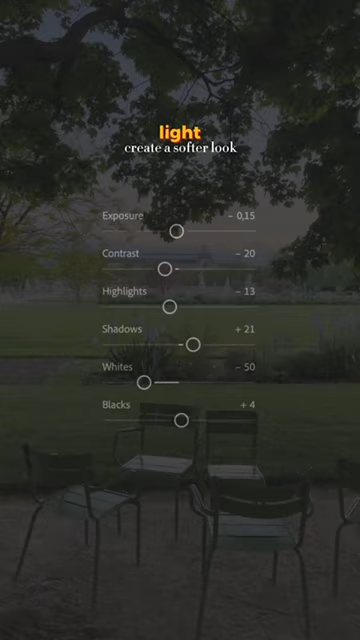 light
create a softer look
Exposure – 0,15
Contrast – 20
Highlights – 13
Shadows + 21
Whites – 50
Blacks + 4